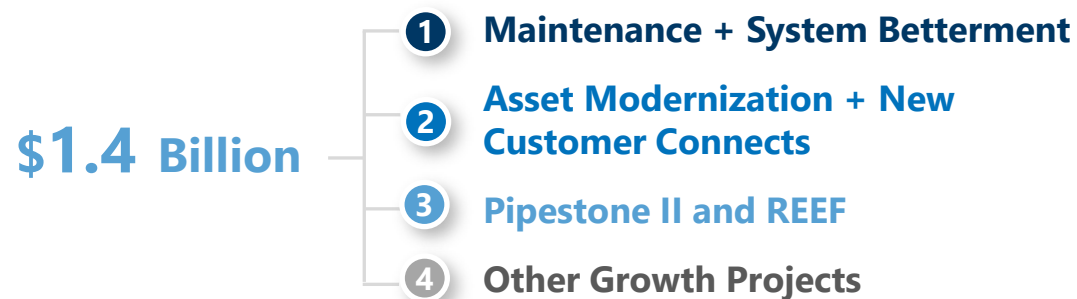 $1.4 Billion
1 Maintenance + System Betterment
2 Asset Modernization + New
Customer Connects
3 Pipestone II and REEF
4 Other Growth Projects